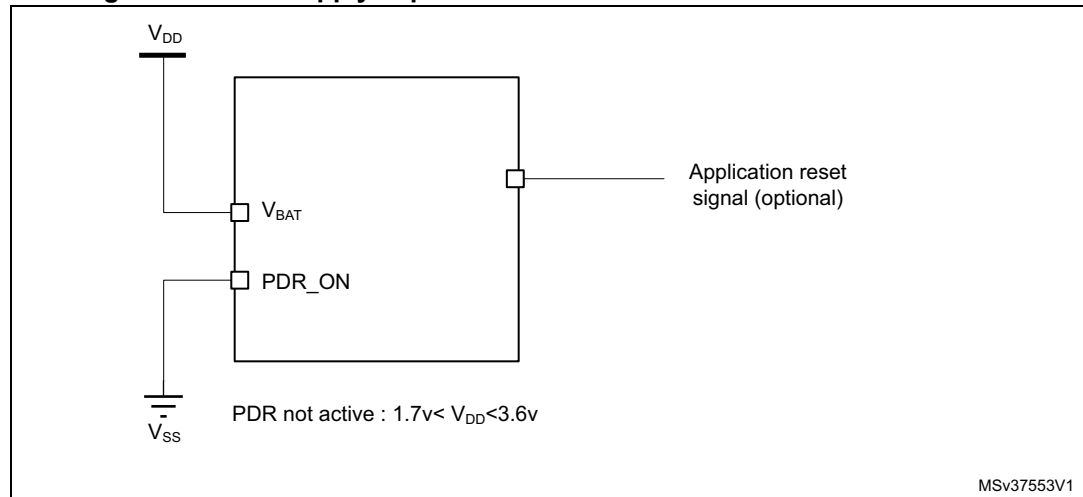 V_DD
V_BAT
Application reset
signal (optional)
PDR_ON
V_SS
PDR not active : 1.7v< V_DD<3.6v
MSv37553V1